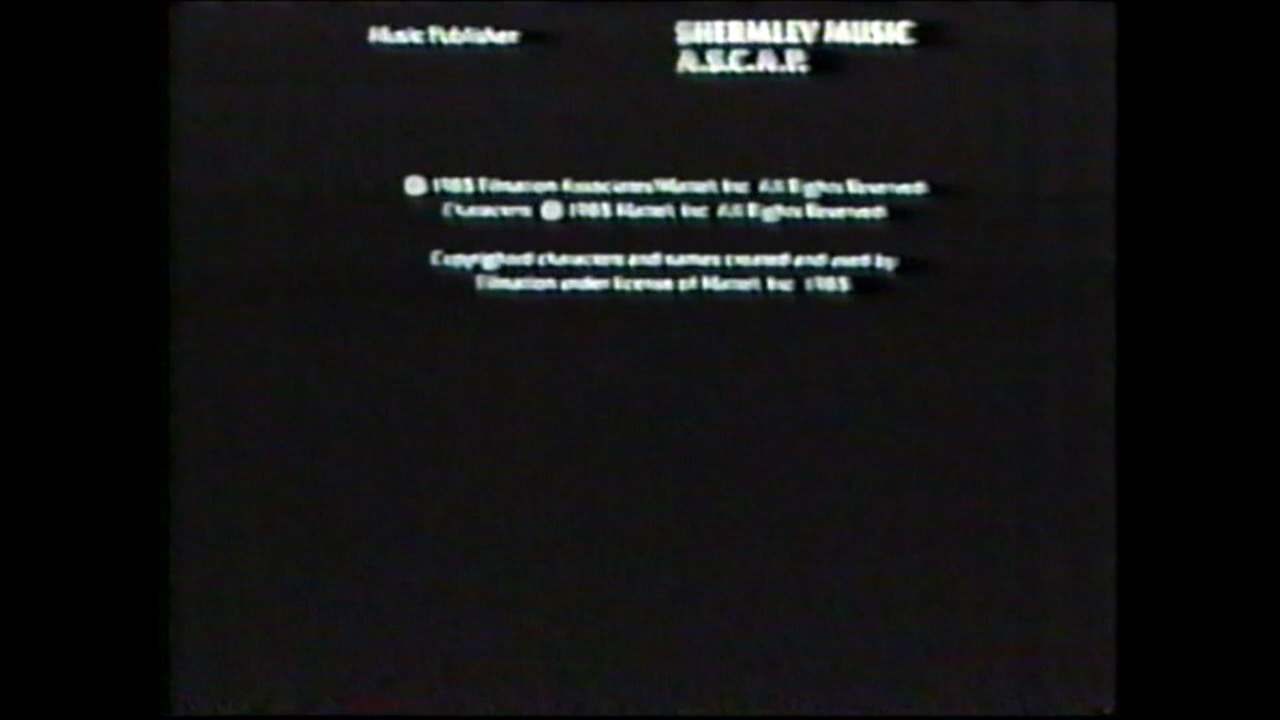 Music Publisher
SHERMLEY MUSIC
A.S.C.A.P.
© 1985 Filmation Associates/Mattel Inc. All Rights Reserved
Characters © 1985 Mattel Inc. All Rights Reserved
Copyrighted characters and names created and used by
Filmation under license of Mattel Inc. 1985